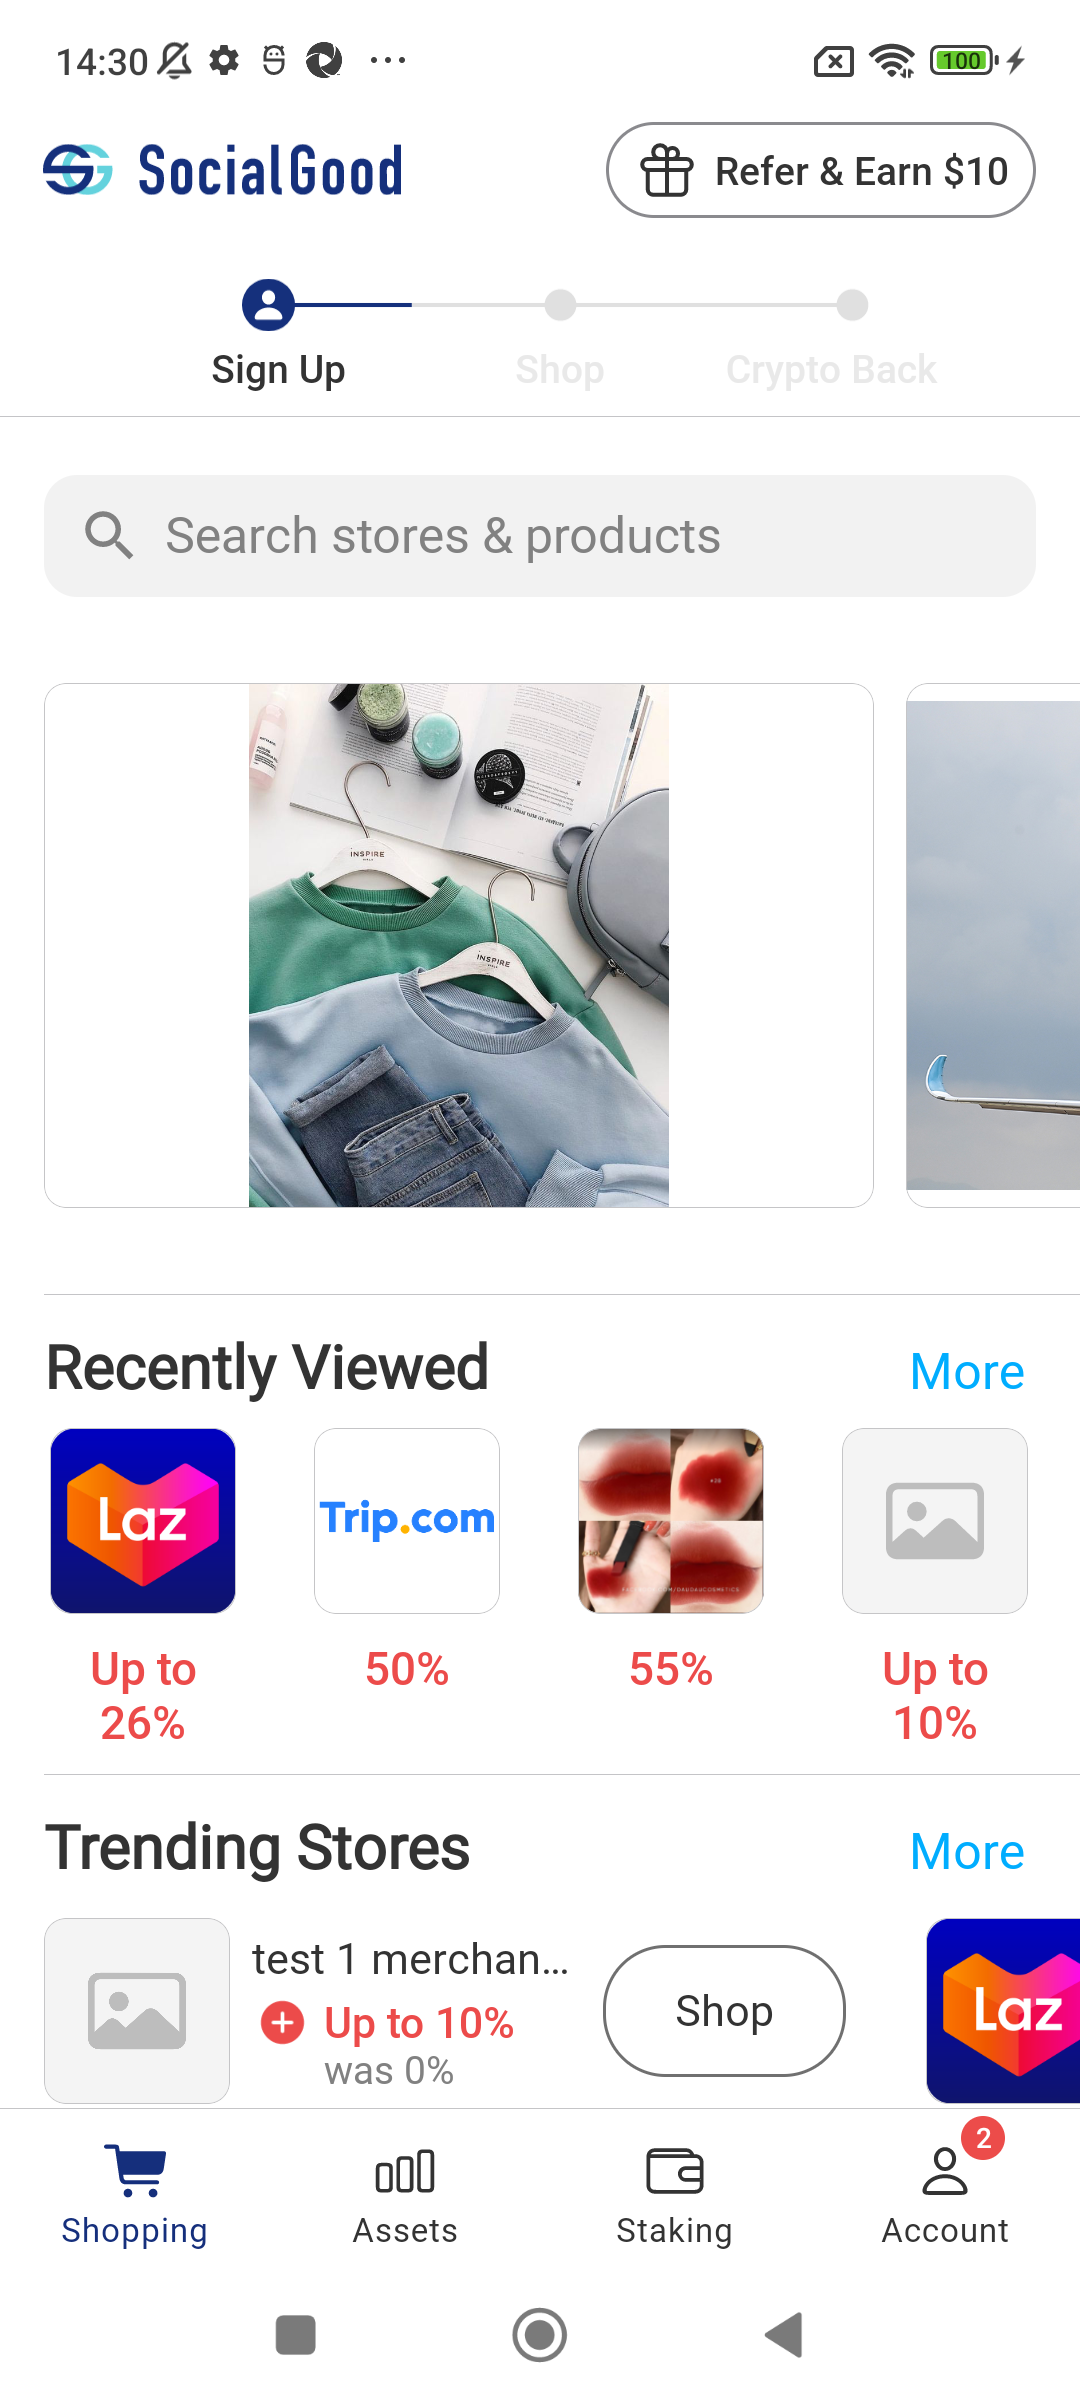 14:30
100
SocialGood
Refer & Earn $10
Sign Up
Shop
Crypto Back
Search stores & products
INSPIRE
INSPIRE
Recently Viewed
More
Laz
Trip.com
Up to
26%
50%
55%
Up to
10%
Trending Stores
More
test 1 merchan...
Up to 10%
was 0%
Shop
Laz
2
Shopping
Assets
Staking
Account